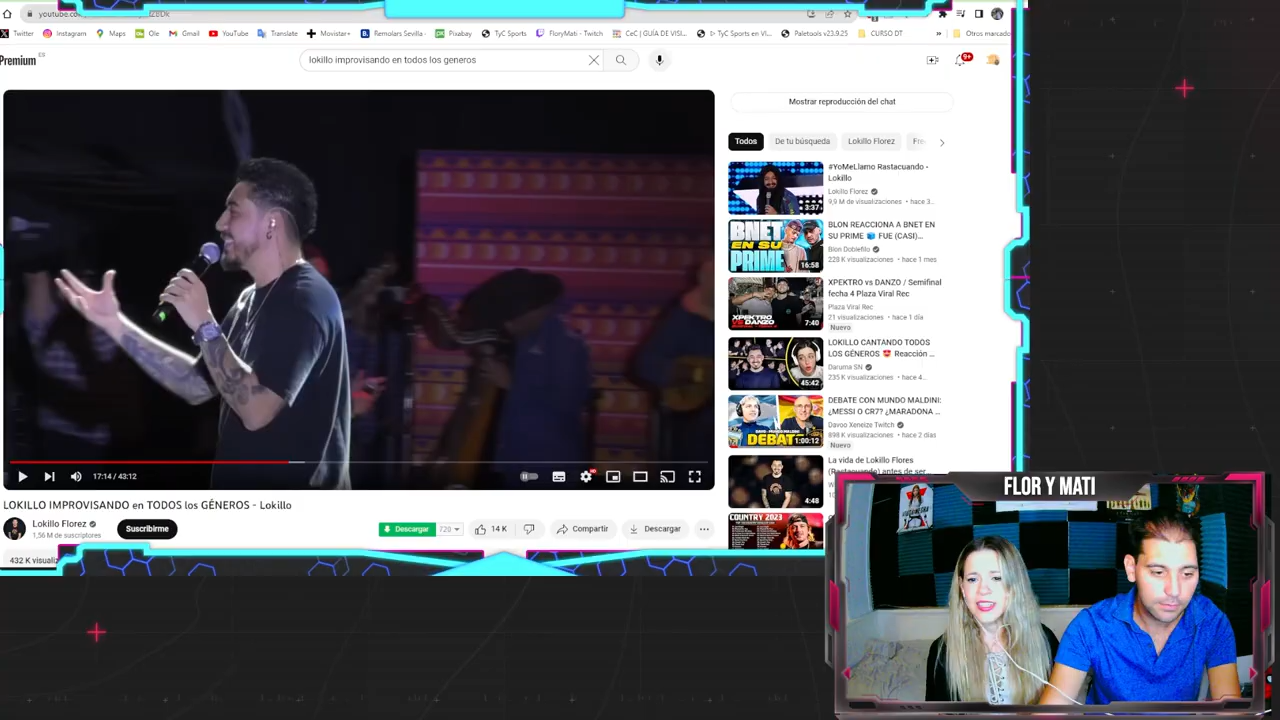 Twitter
Instagram
Maps
Ole
Gmail
YouTube
Translate
Movistar+
Remolars Sevilla -
Pixabay
TyC Sports
FloryMati - Twitch
CeC | GUÍA DE VISI...
▷ TyC Sports en Vi...
Paletools v23.9.25
CURSO DT
»
Otros marcado
Premium
ES
lokillo improvisando en todos los generos
9+
Mostrar reproducción del chat
Todos
De tu búsqueda
Lokillo Florez
Fre
#YoMeLlamo Rastacuando -
Lokillo
Lokillo Florez
9,9 M de visualizaciones • hace 3...
3:37
BLON REACCIONA A BNET EN
SU PRIME 🧊 FUE (CASI)...
Blon Doblefilo
228 K visualizaciones • hace 1 mes
BNET
EN SU
PRIME
16:58
XPEKTRO vs DANZO / Semifinal
fecha 4 Plaza Viral Rec
Plaza Viral Rec
21 visualizaciones • hace 1 día
Nuevo
XPEKTRO
VS DANZO
7:40
LOKILLO CANTANDO TODOS
LOS GÉNEROS 😍 Reacción ...
Daruma SN
235 K visualizaciones • hace 4...
45:42
DEBATE CON MUNDO MALDINI:
¿MESSI O CR7? ¿MARADONA ...
Davoo Xeneize Twitch
898 K visualizaciones • hace 2 días
Nuevo
DEBATE
1:00:12
La vida de Lokillo Flores
(Rastacuando) antes de ser
4:48
COUNTRY 2023
17:14 / 43:12
HD
LOKILLO IMPROVISANDO en TODOS los GÉNEROS - Lokillo
Lokillo Florez
1,56 M de suscriptores
Suscribirme
Descargar
720
14 K
Compartir
Descargar
432 K visualiz
FLOR Y MATI